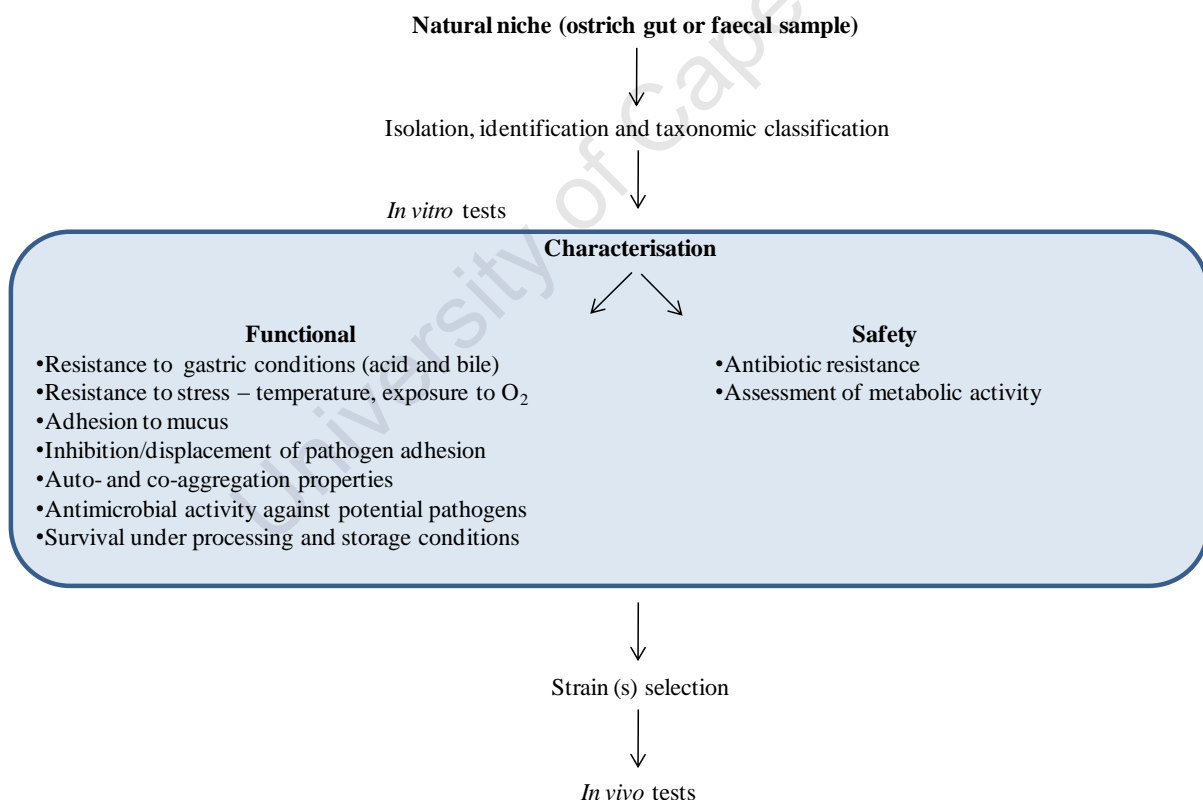 Natural niche (ostrich gut or faecal sample)
Isolation, identification and taxonomic classification
In vitro tests
Characterisation
Functional
•Resistance to gastric conditions (acid and bile)
•Resistance to stress – temperature, exposure to O₂
•Adhesion to mucus
•Inhibition/displacement of pathogen adhesion
•Auto- and co-aggregation properties
•Antimicrobial activity against potential pathogens
•Survival under processing and storage conditions
Safety
•Antibiotic resistance
•Assessment of metabolic activity
Strain (s) selection
In vivo tests
University of Cape